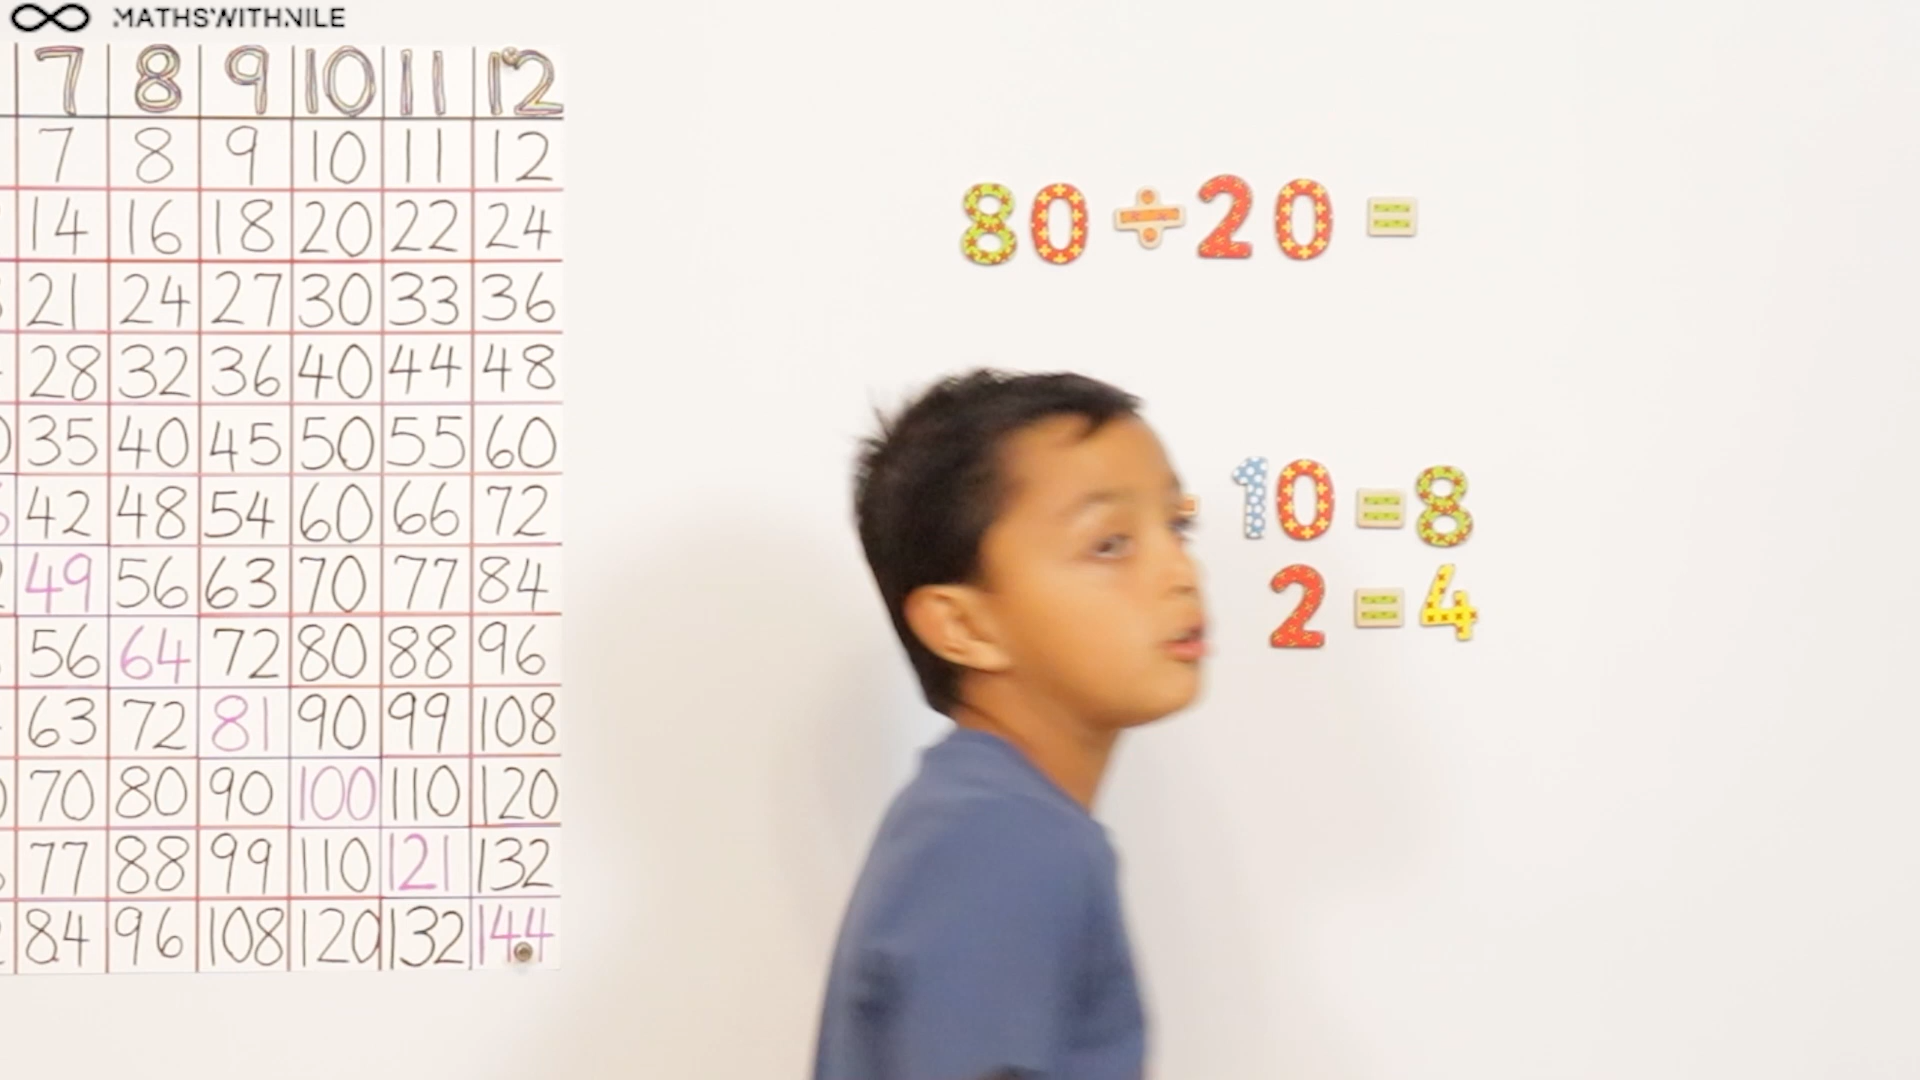 MATHSWITHNILE
7 8 9 10 11 12
7 8 9 10 11 12
14 16 18 20 22 24
21 24 27 30 33 36
28 32 36 40 44 48
35 40 45 50 55 60
42 48 54 60 66 72
49 56 63 70 77 84
56 64 72 80 88 96
63 72 81 90 99 108
70 80 90 100 110 120
77 88 99 110 121 132
84 96 108 120 132 144
80 ÷ 20 =
10 = 8
2 = 4